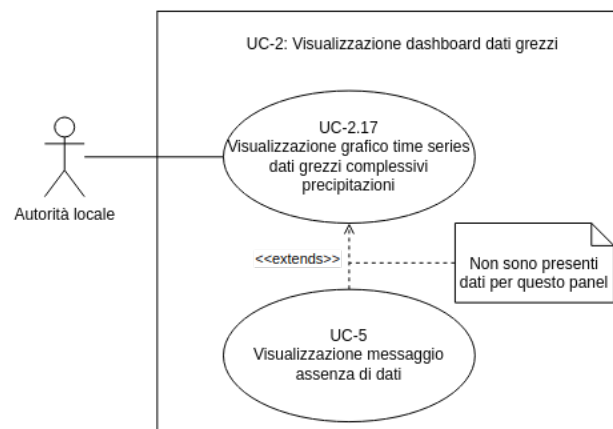 UC-2: Visualizzazione dashboard dati grezzi
UC-2.17
Visualizzazione grafico time series
dati grezzi complessivi
precipitazioni
Autorità locale
<<extends>>
Non sono presenti
dati per questo panel
UC-5
Visualizzazione messaggio
assenza di dati